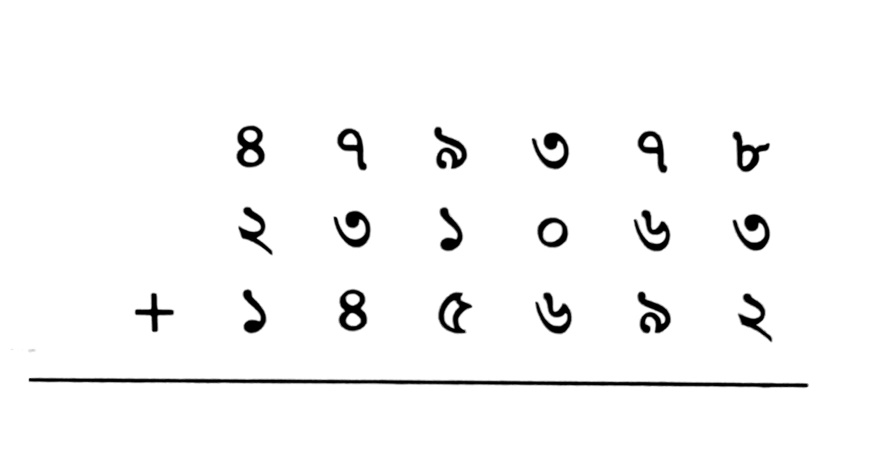 ৪ ৭ ৯ ৩ ৭ ৮
২ ৩ ১ ০ ৬ ৩
+ ১ ৪ ৫ ৬ ৯ ২